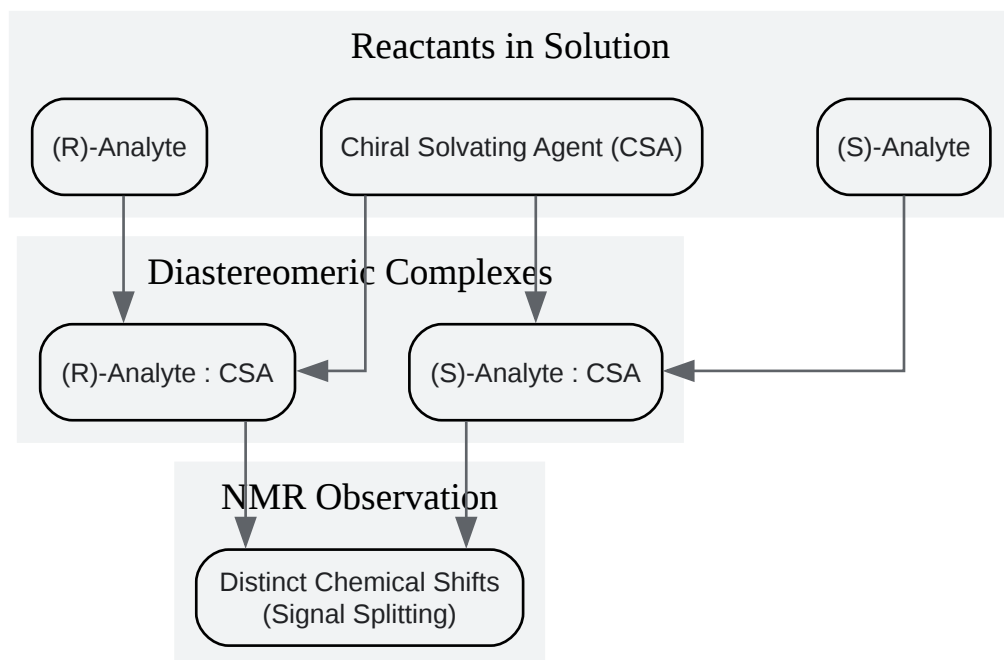 Reactants in Solution
(R)-Analyte
Chiral Solvating Agent (CSA)
(S)-Analyte
Diastereomeric Complexes
(R)-Analyte : CSA
(S)-Analyte : CSA
NMR Observation
Distinct Chemical Shifts
(Signal Splitting)